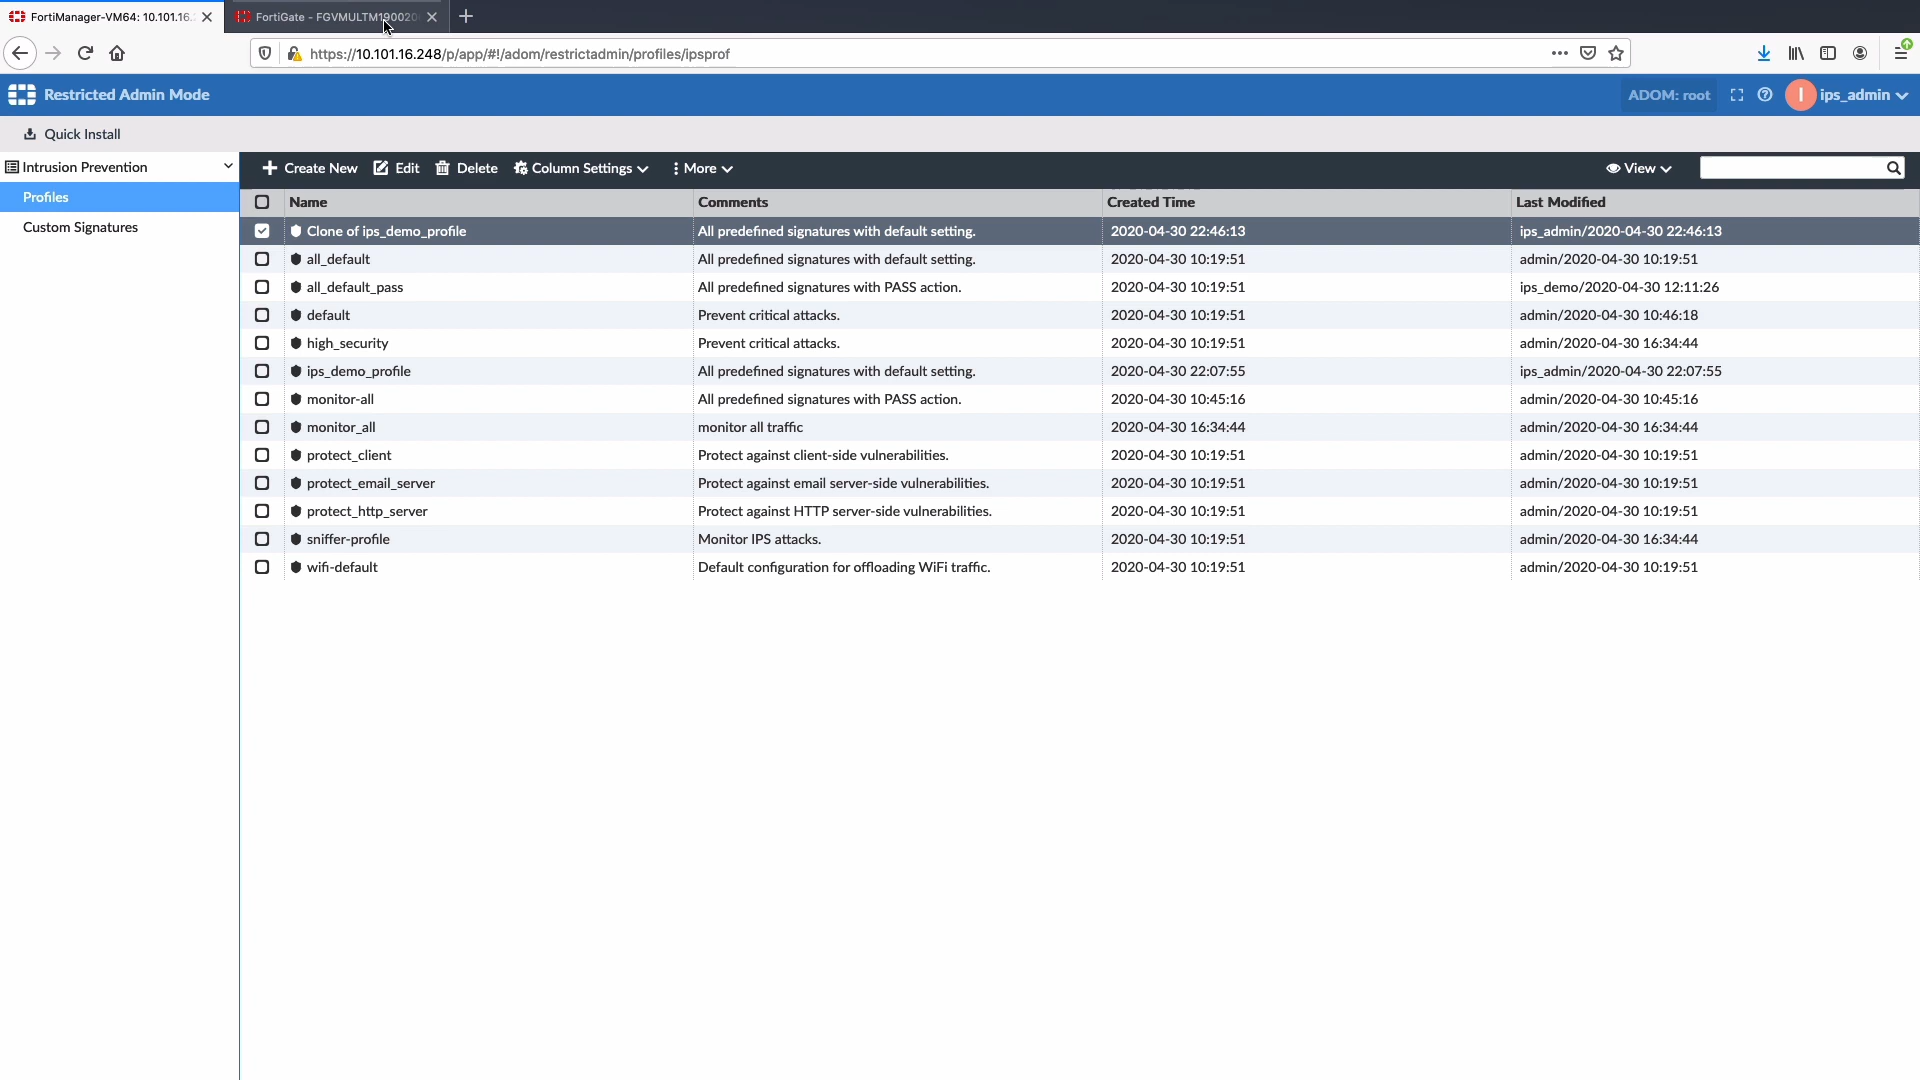 FortiManager-VM64: 10.101.16.
FortiGate - FGVMULTM190020
https://10.101.16.248/p/app/#!/adom/restrictadmin/profiles/ipsprof
Restricted Admin Mode
ADOM: root
I
ips_admin
Quick Install
Intrusion Prevention
Profiles
Custom Signatures
Create New Edit Delete Column Settings More View
Name Comments Created Time Last Modified
Clone of ips_demo_profile All predefined signatures with default setting. 2020-04-30 22:46:13 ips_admin/2020-04-30 22:46:13
all_default All predefined signatures with default setting. 2020-04-30 10:19:51 admin/2020-04-30 10:19:51
all_default_pass All predefined signatures with PASS action. 2020-04-30 10:19:51 ips_demo/2020-04-30 12:11:26
default Prevent critical attacks. 2020-04-30 10:19:51 admin/2020-04-30 10:46:18
high_security Prevent critical attacks. 2020-04-30 10:19:51 admin/2020-04-30 16:34:44
ips_demo_profile All predefined signatures with default setting. 2020-04-30 22:07:55 ips_admin/2020-04-30 22:07:55
monitor-all All predefined signatures with PASS action. 2020-04-30 10:45:16 admin/2020-04-30 10:45:16
monitor_all monitor all traffic 2020-04-30 16:34:44 admin/2020-04-30 16:34:44
protect_client Protect against client-side vulnerabilities. 2020-04-30 10:19:51 admin/2020-04-30 10:19:51
protect_email_server Protect against email server-side vulnerabilities. 2020-04-30 10:19:51 admin/2020-04-30 10:19:51
protect_http_server Protect against HTTP server-side vulnerabilities. 2020-04-30 10:19:51 admin/2020-04-30 10:19:51
sniffer-profile Monitor IPS attacks. 2020-04-30 10:19:51 admin/2020-04-30 16:34:44
wifi-default Default configuration for offloading WiFi traffic. 2020-04-30 10:19:51 admin/2020-04-30 10:19:51